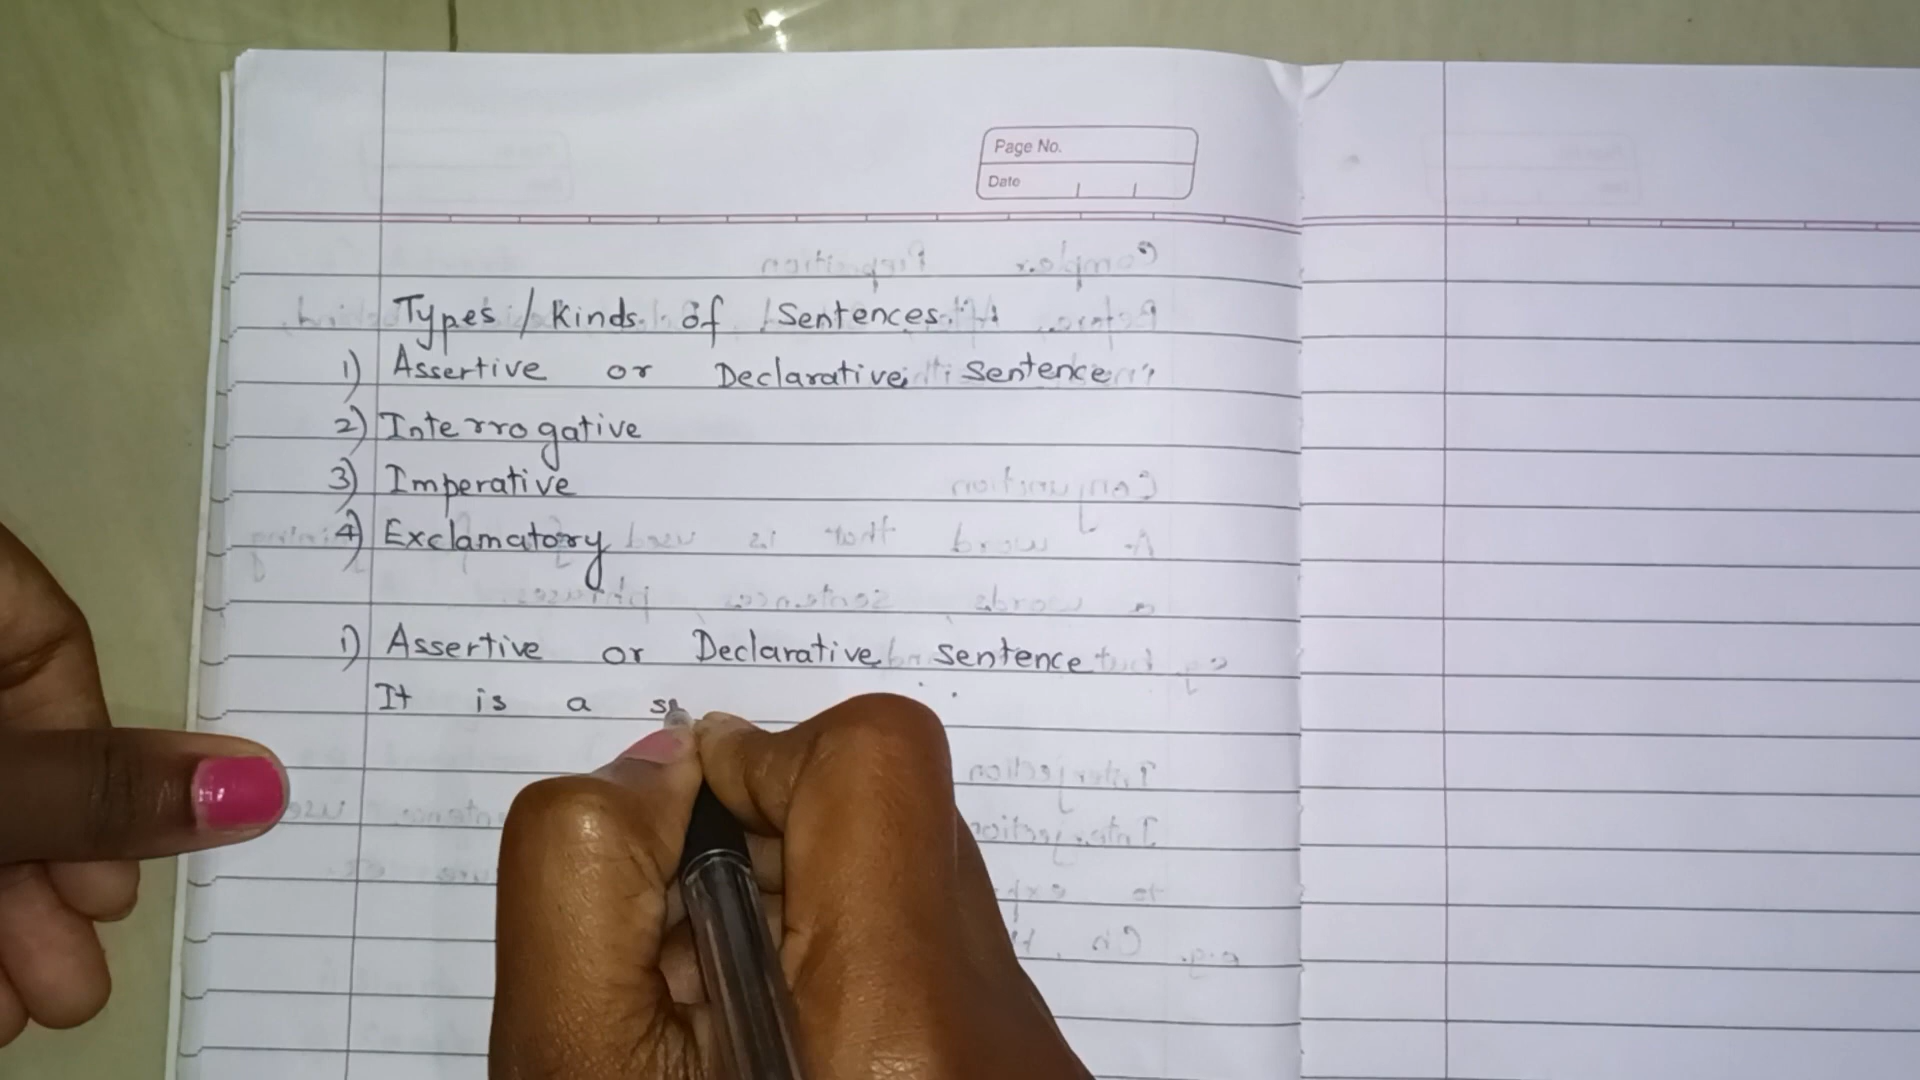 Page No.
Date
Types / Kinds of Sentences :
1) Assertive or Declarative sentence
2) Interrogative
3) Imperative
4) Exclamatory
1) Assertive or Declarative sentence
It is a